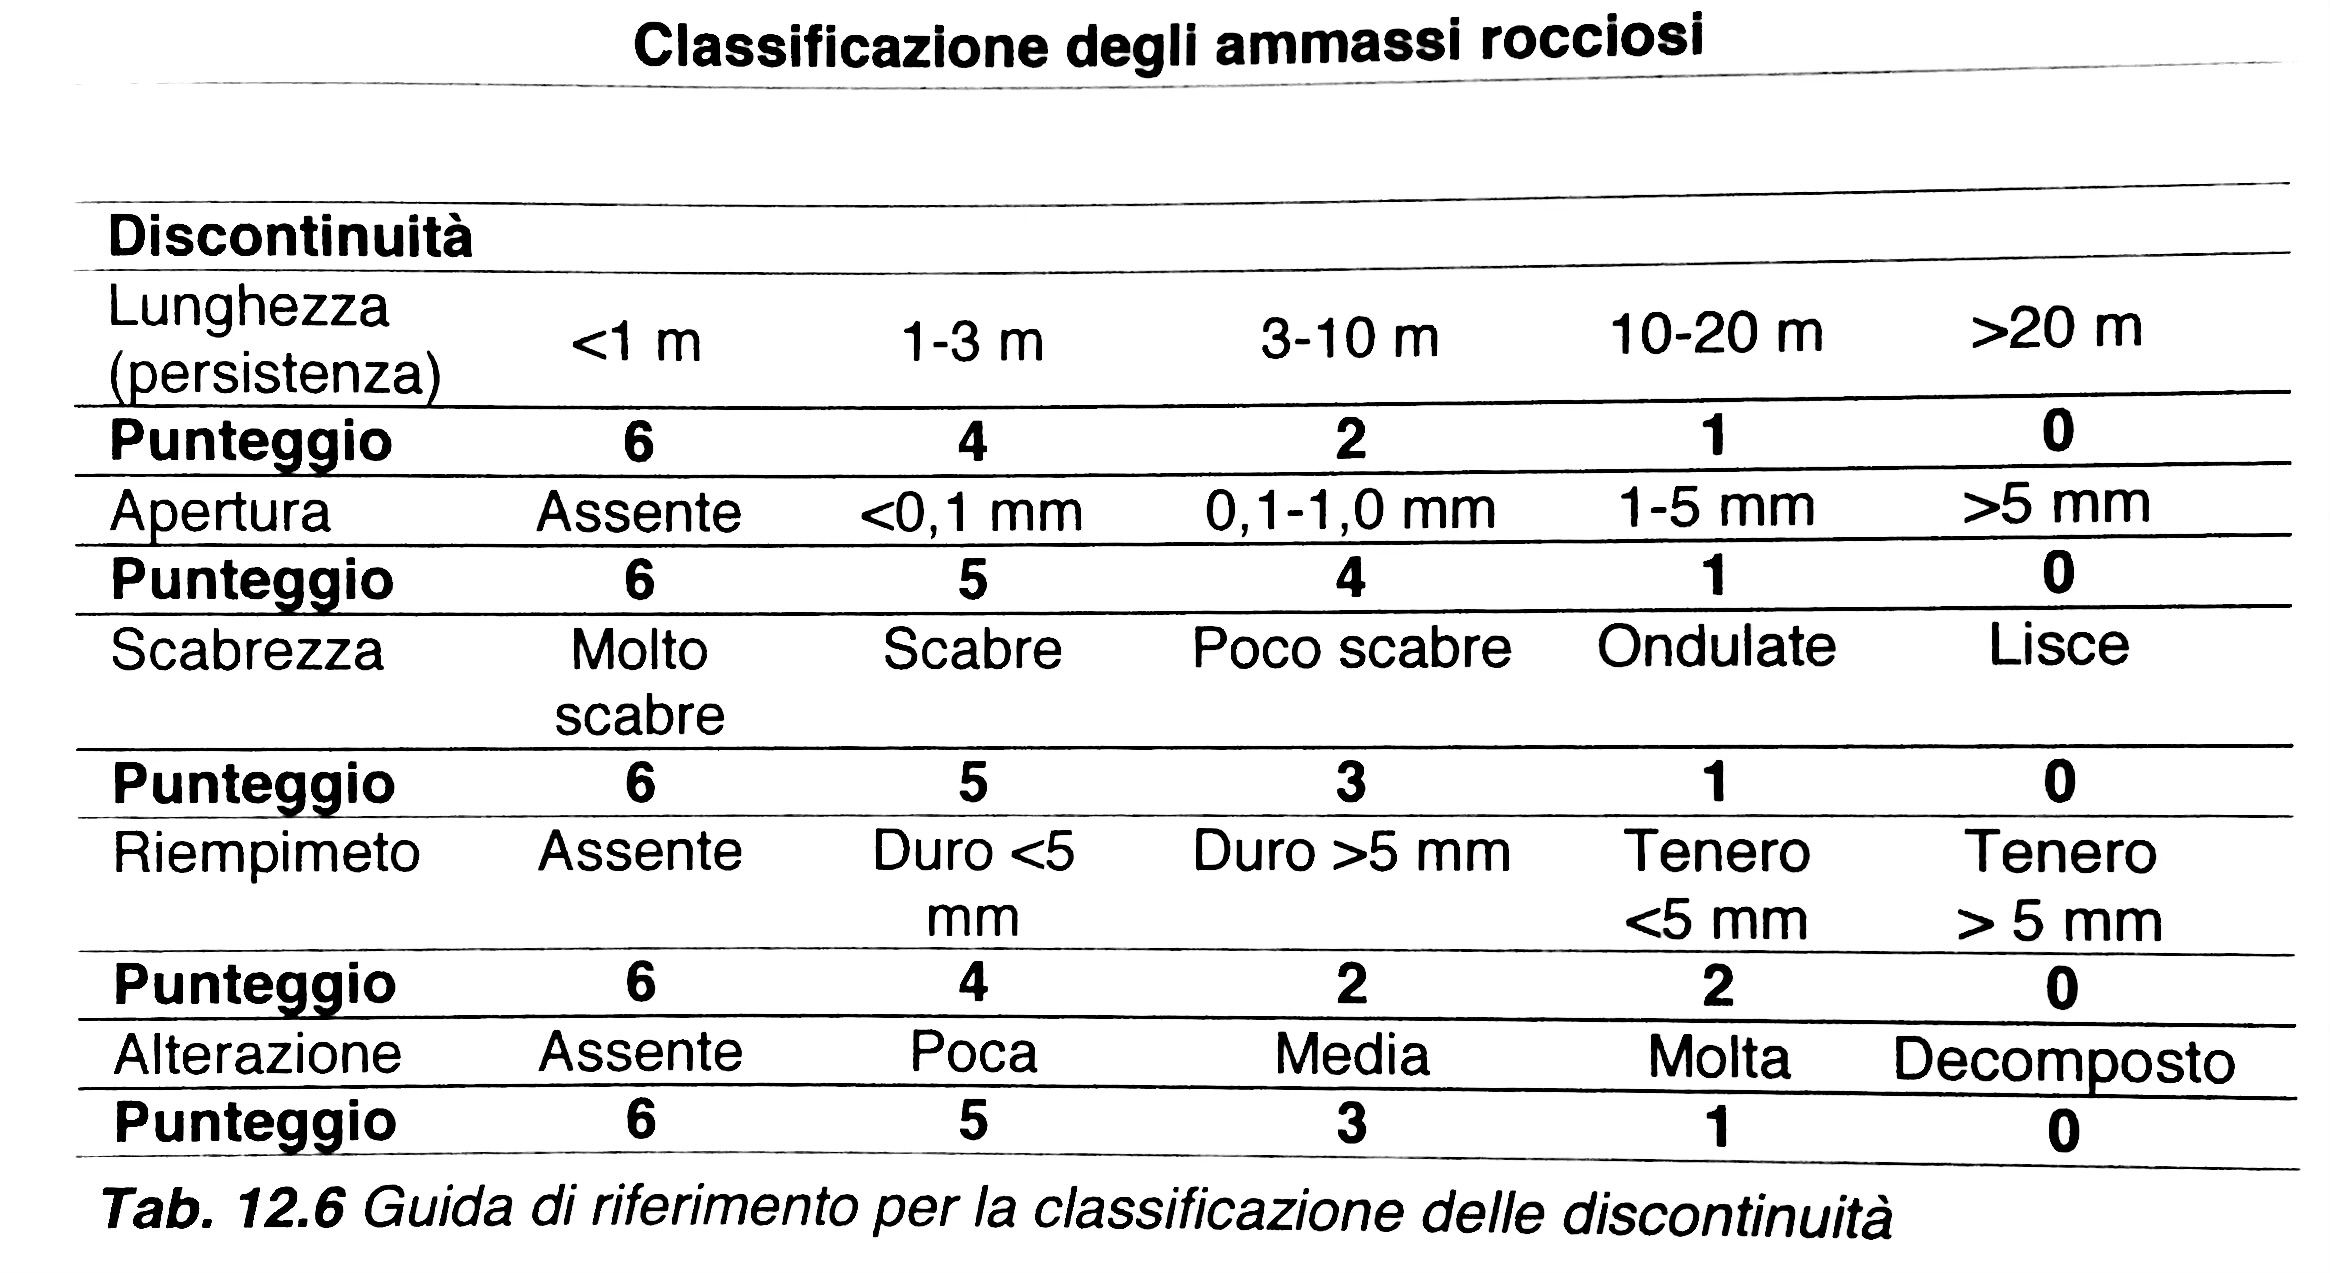 Classificazione degli ammassi rocciosi
Discontinuità
Lunghezza (persistenza) <1 m 1-3 m 3-10 m 10-20 m >20 m
Punteggio 6 4 2 1 0
Apertura Assente <0,1 mm 0,1-1,0 mm 1-5 mm >5 mm
Punteggio 6 5 4 1 0
Scabrezza Molto scabre Scabre Poco scabre Ondulate Lisce
Punteggio 6 5 3 1 0
Riempimeto Assente Duro <5 mm Duro >5 mm Tenero <5 mm Tenero > 5 mm
Punteggio 6 4 2 2 0
Alterazione Assente Poca Media Molta Decomposto
Punteggio 6 5 3 1 0
Tab. 12.6 Guida di riferimento per la classificazione delle discontinuità